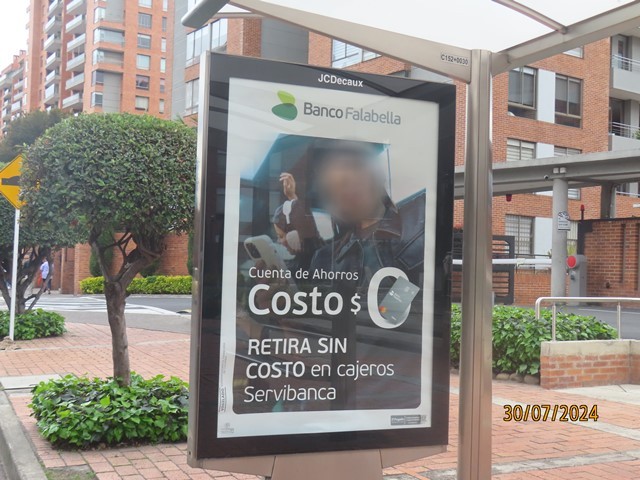 C152+0020
JCDecaux
Banco Falabella
Cuenta de Ahorros
Costo $0
RETIRA SIN
COSTO en cajeros
Servibanca
30/07/2024